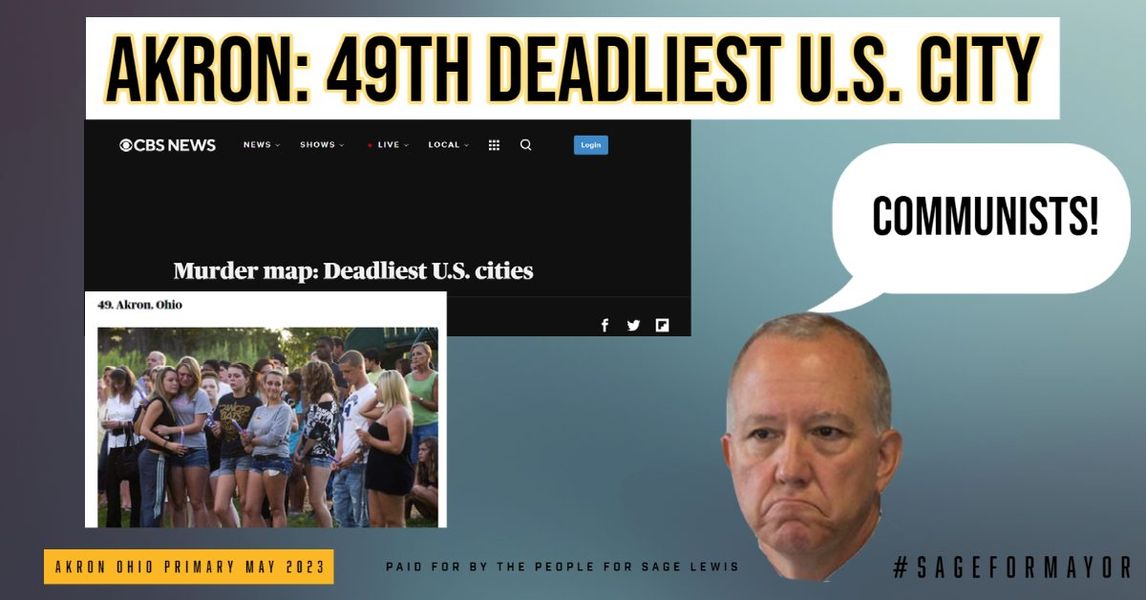 AKRON: 49TH DEADLIEST U.S. CITY
CBS NEWS NEWS SHOWS LIVE LOCAL Login
COMMUNISTS!
Murder map: Deadliest U.S. cities
49. Akron, Ohio
AKRON OHIO PRIMARY MAY 2023
PAID FOR BY THE PEOPLE FOR SAGE LEWIS
#SAGEFORMAYOR